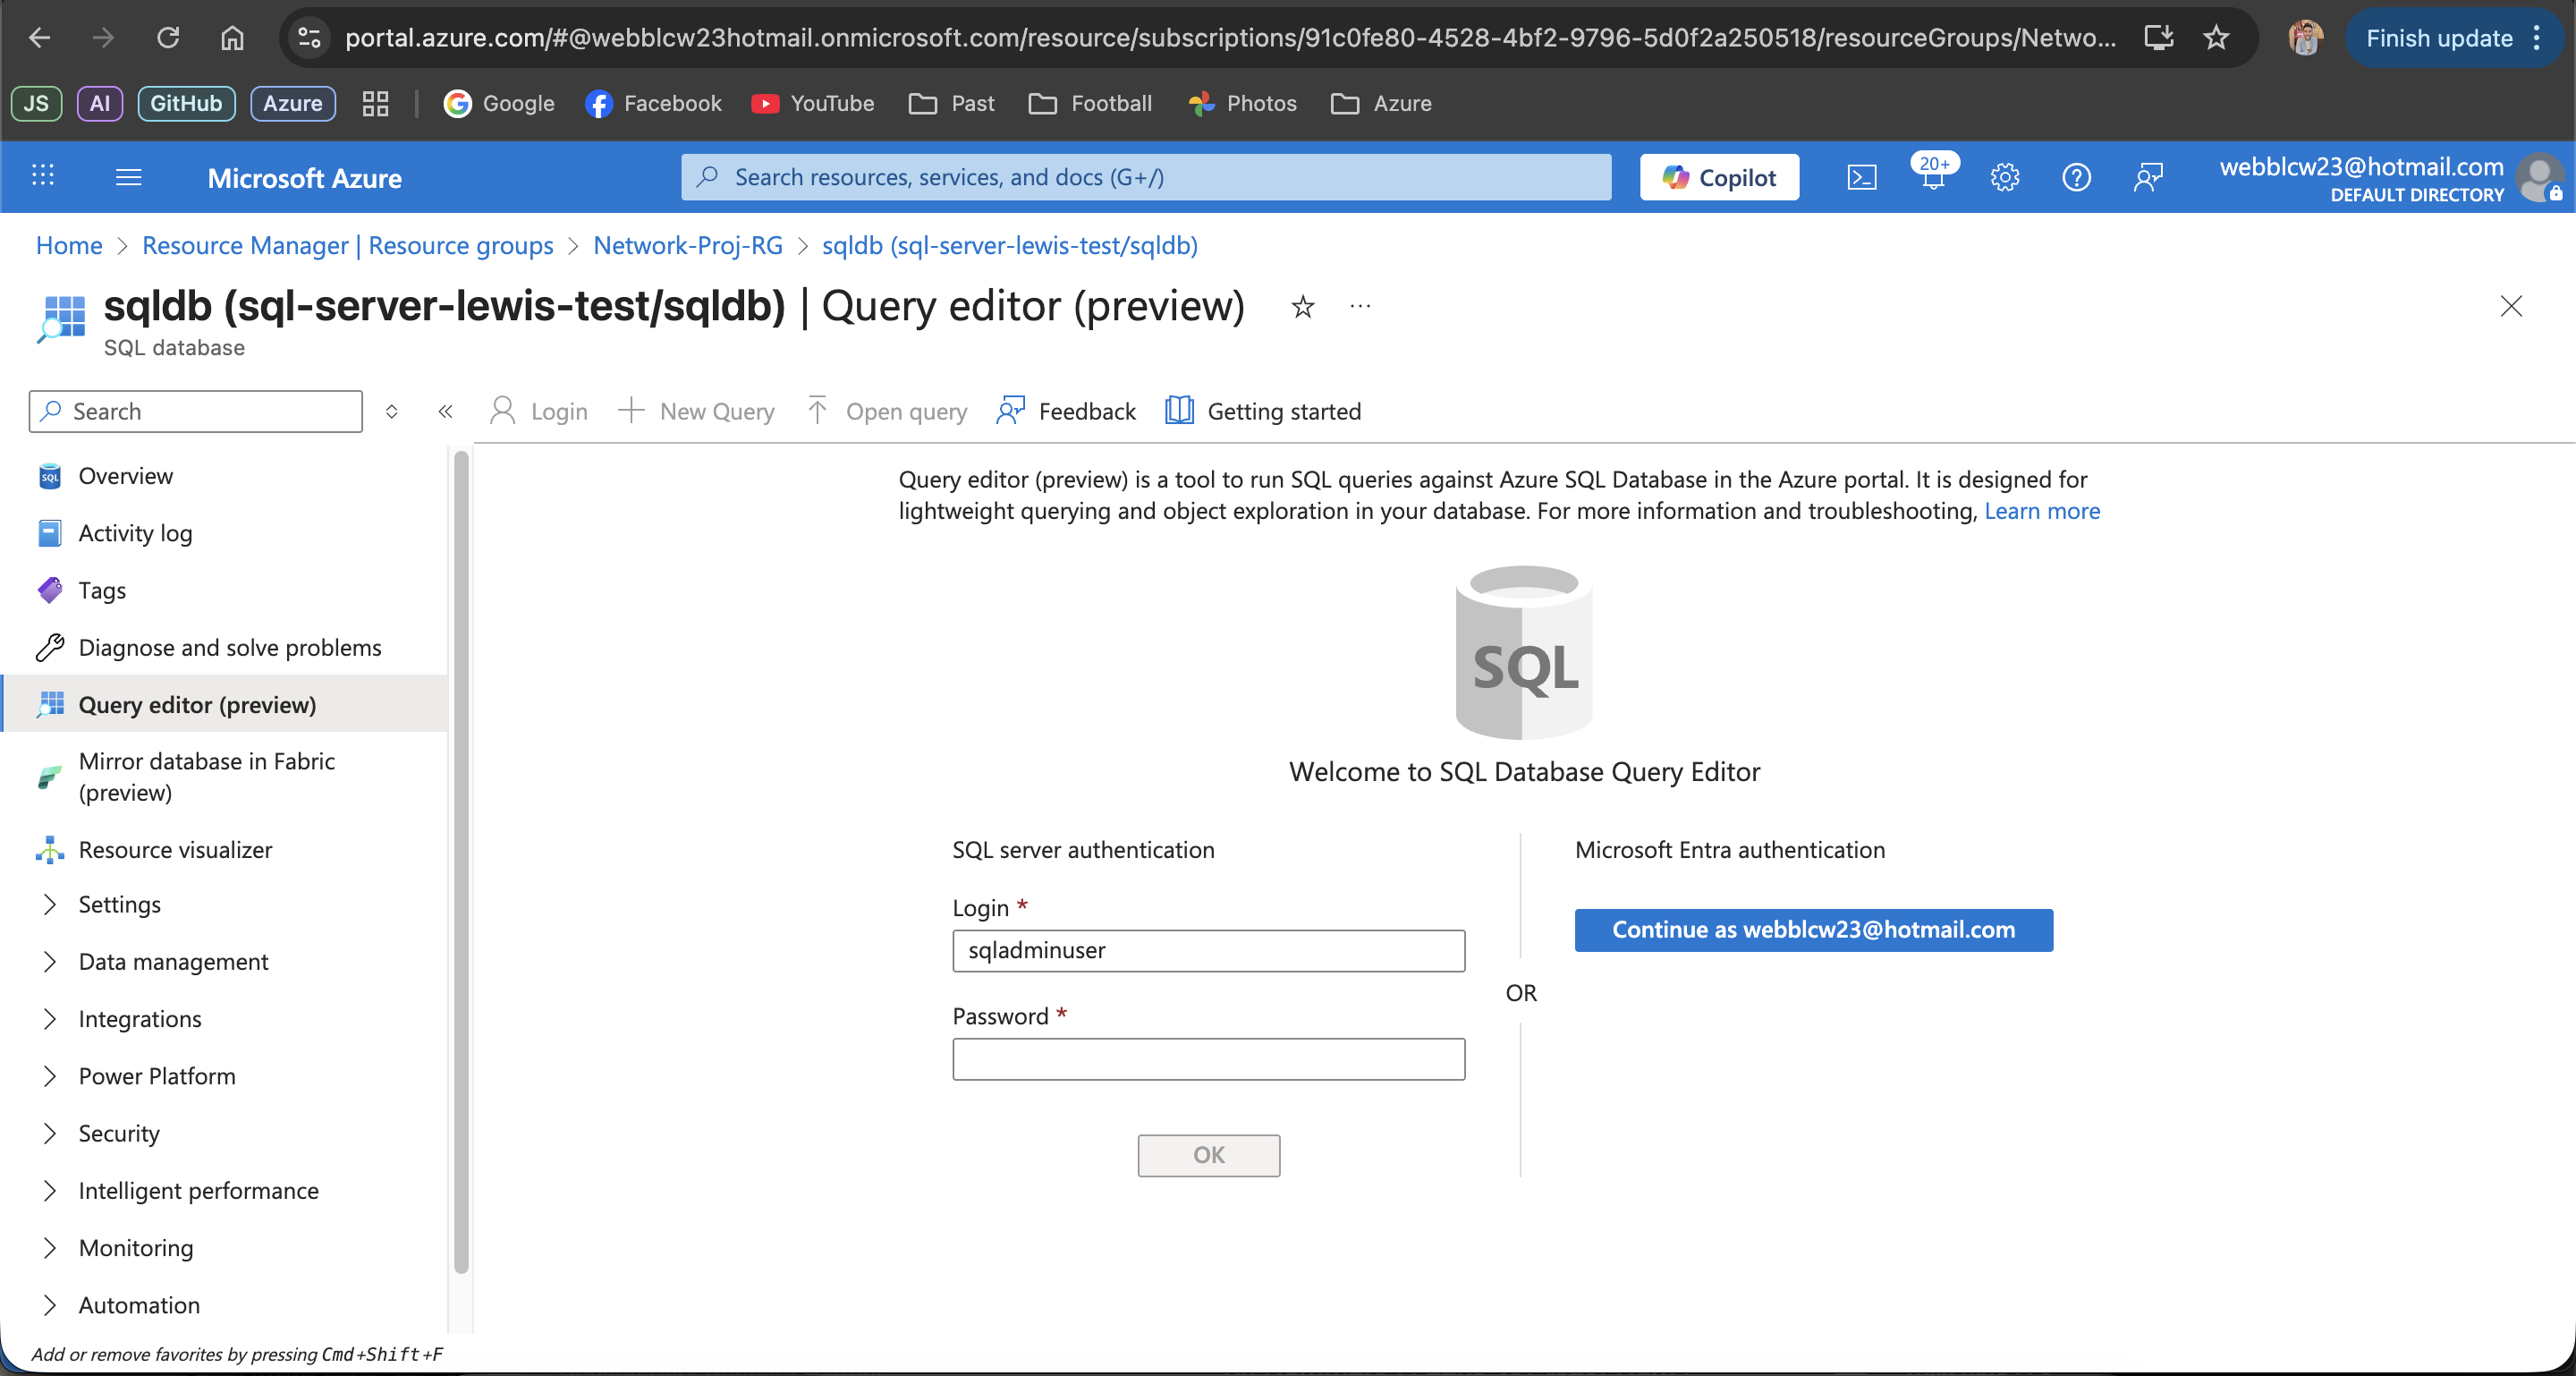 portal.azure.com/#@webblcw23hotmail.onmicrosoft.com/resource/subscriptions/91c0fe80-4528-4bf2-9796-5d0f2a250518/resourceGroups/Netwo...
Finish update
JS
AI
GitHub
Azure
Google
Facebook
YouTube
Past
Football
Photos
Azure
Microsoft Azure
Search resources, services, and docs (G+/)
Copilot
20+
webblcw23@hotmail.com
DEFAULT DIRECTORY
Home > Resource Manager | Resource groups > Network-Proj-RG > sqldb (sql-server-lewis-test/sqldb)
sqldb (sql-server-lewis-test/sqldb) | Query editor (preview)
SQL database
Search
Login
New Query
Open query
Feedback
Getting started
SQL
Overview
Activity log
Tags
Diagnose and solve problems
Query editor (preview)
Mirror database in Fabric
(preview)
Resource visualizer
Settings
Data management
Integrations
Power Platform
Security
Intelligent performance
Monitoring
Automation
Add or remove favorites by pressing Cmd+Shift+F
Query editor (preview) is a tool to run SQL queries against Azure SQL Database in the Azure portal. It is designed for
lightweight querying and object exploration in your database. For more information and troubleshooting, Learn more
SQL
Welcome to SQL Database Query Editor
SQL server authentication
Login *
sqladminuser
Password *
OK
OR
Microsoft Entra authentication
Continue as webblcw23@hotmail.com